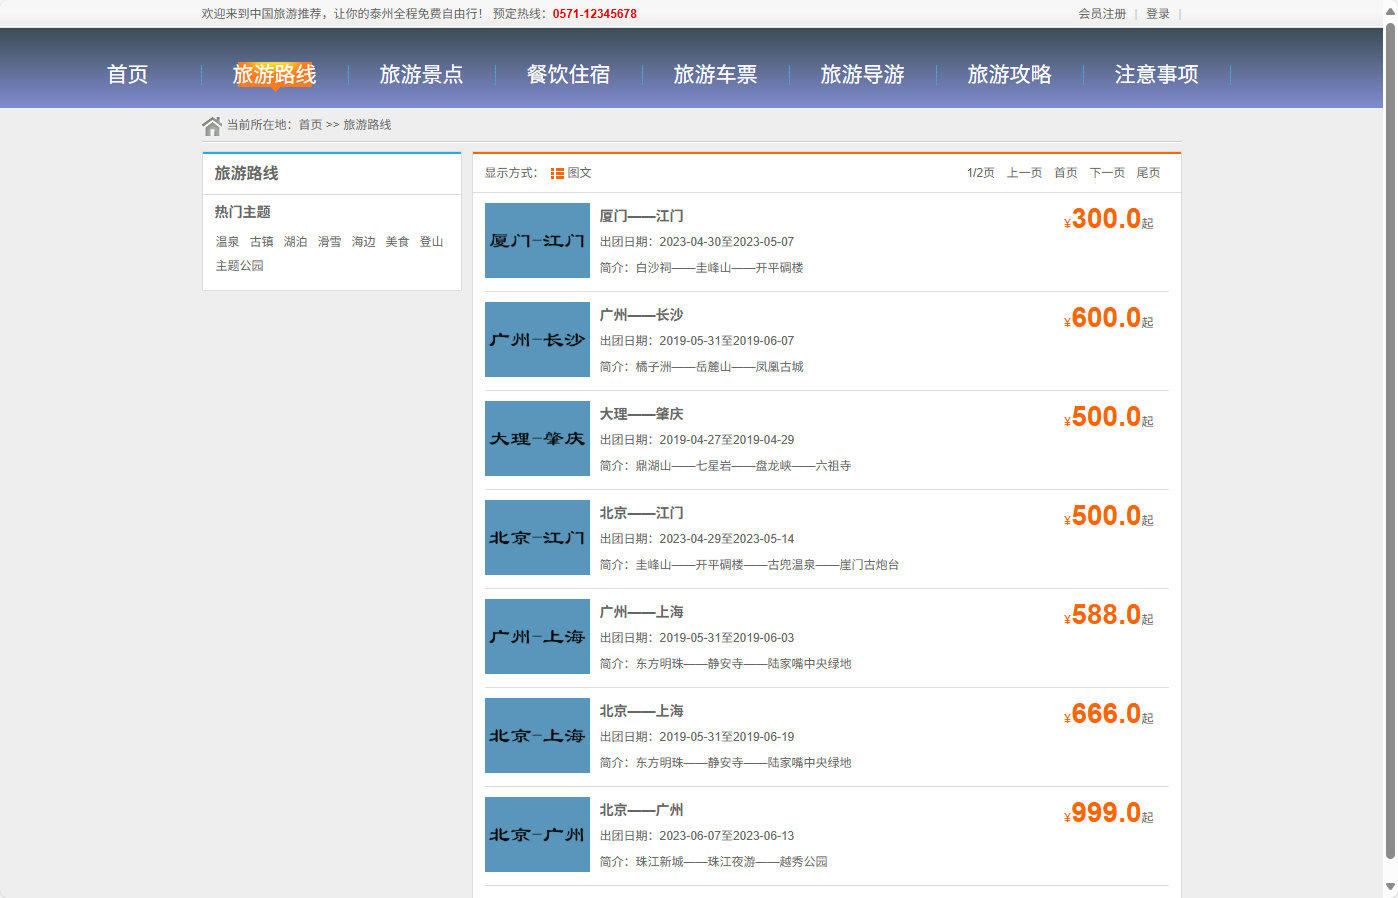 欢迎来到中国旅游推荐，让你的泰州全程免费自由行！ 预定热线：0571-12345678
会员注册 | 登录 |
首页 旅游路线 旅游景点 餐饮住宿 旅游车票 旅游导游 旅游攻略 注意事项
当前所在地：首页 >> 旅游路线
旅游路线
热门主题
温泉 古镇 湖泊 滑雪 海边 美食 登山
主题公园
显示方式： 图文
1/2页 上一页 首页 下一页 尾页
厦门-江门
厦门——江门
出团日期：2023-04-30至2023-05-07
简介：白沙祠——圭峰山——开平碉楼
¥300.0起
广州-长沙
广州——长沙
出团日期：2019-05-31至2019-06-07
简介：橘子洲——岳麓山——凤凰古城
¥600.0起
大理-肇庆
大理——肇庆
出团日期：2019-04-27至2019-04-29
简介：鼎湖山——七星岩——盘龙峡——六祖寺
¥500.0起
北京-江门
北京——江门
出团日期：2023-04-29至2023-05-14
简介：圭峰山——开平碉楼——古兜温泉——崖门古炮台
¥500.0起
广州-上海
广州——上海
出团日期：2019-05-31至2019-06-03
简介：东方明珠——静安寺——陆家嘴中央绿地
¥588.0起
北京-上海
北京——上海
出团日期：2019-05-31至2019-06-19
简介：东方明珠——静安寺——陆家嘴中央绿地
¥666.0起
北京-广州
北京——广州
出团日期：2023-06-07至2023-06-13
简介：珠江新城——珠江夜游——越秀公园
¥999.0起